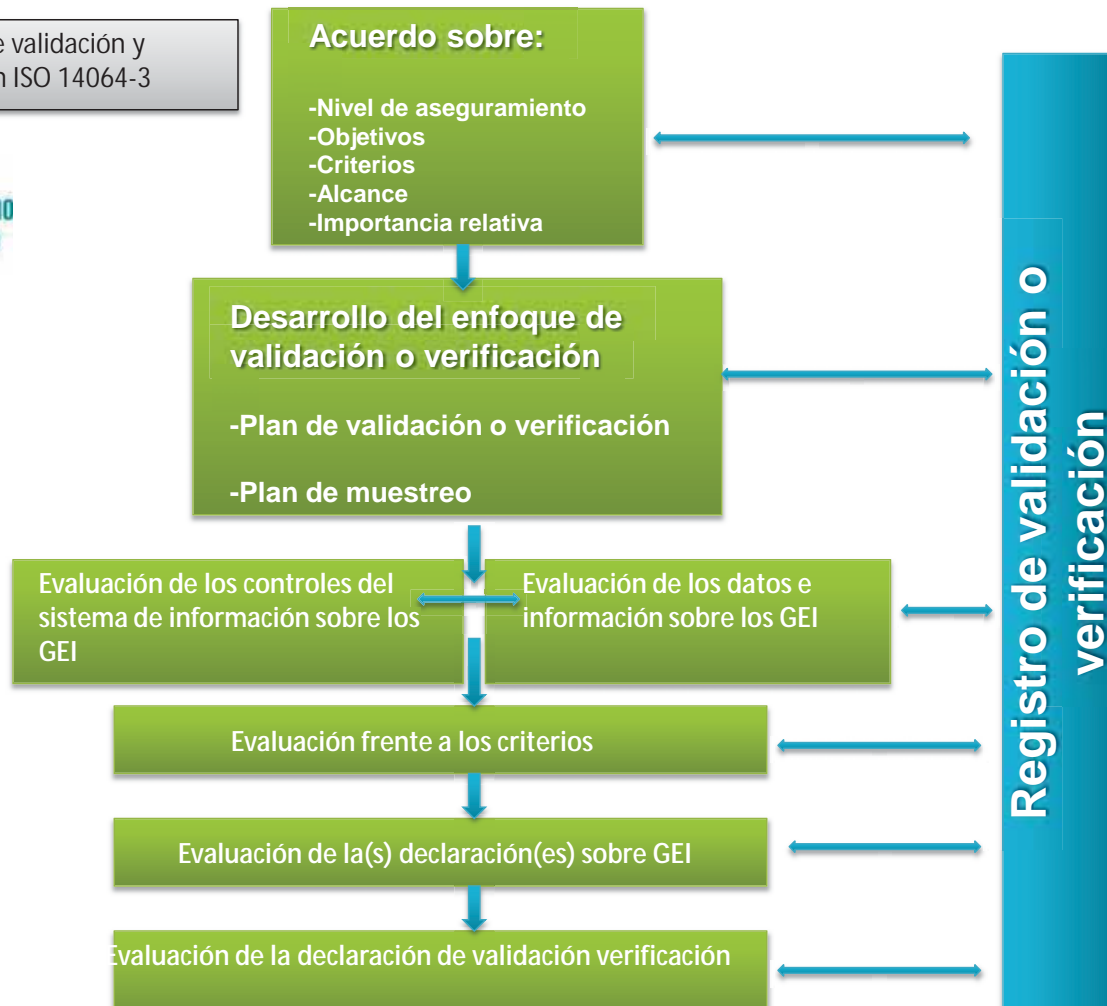 e validación y
n ISO 14064-3
Acuerdo sobre:
-Nivel de aseguramiento
-Objetivos
-Criterios
-Alcance
-Importancia relativa
Desarrollo del enfoque de
validación o verificación
-Plan de validación o verificación
-Plan de muestreo
Evaluación de los controles del
sistema de información sobre los
GEI
Evaluación de los datos e
información sobre los GEI
Evaluación frente a los criterios
Evaluación de la(s) declaración(es) sobre GEI
Evaluación de la declaración de validación verificación
Registro de validación o
verificación